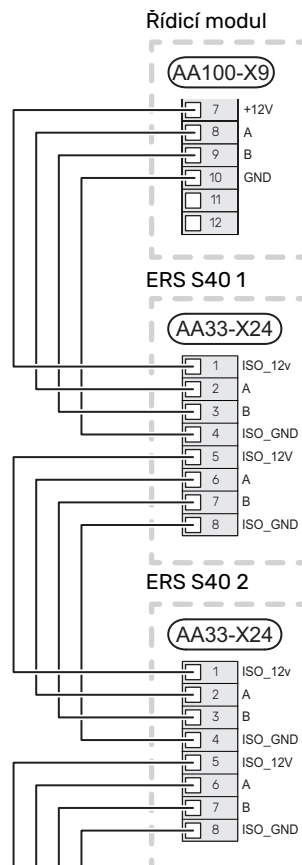 Řídicí modul
AA100-X9
7 +12V
8 A
9 B
10 GND
11
12
ERS S40 1
AA33-X24
1 ISO_12v
2 A
3 B
4 ISO_GND
5 ISO_12V
6 A
7 B
8 ISO_GND
ERS S40 2
AA33-X24
1 ISO_12v
2 A
3 B
4 ISO_GND
5 ISO_12V
6 A
7 B
8 ISO_GND